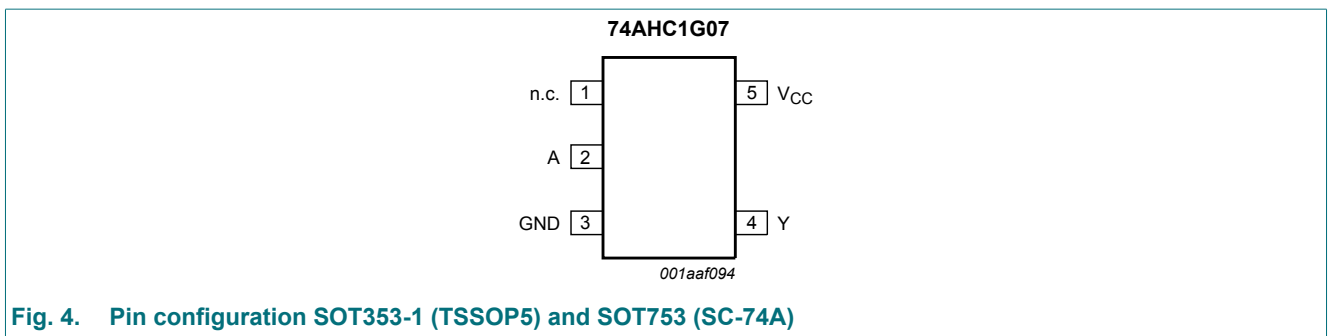 74AHC1G07
n.c. 1
5 VCC
A 2
GND 3
4 Y
001aaf094
Fig. 4. Pin configuration SOT353-1 (TSSOP5) and SOT753 (SC-74A)